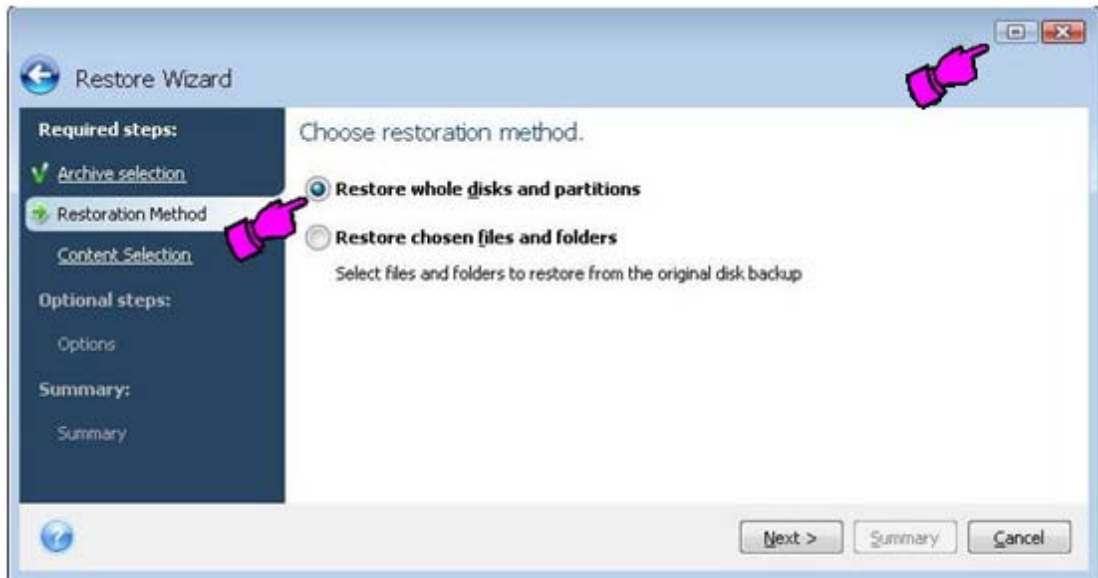 Restore Wizard
Required steps:
Archive selection
Restoration Method
Content Selection
Optional steps:
Options
Summary:
Summary
Choose restoration method.
Restore whole disks and partitions
Restore chosen files and folders
Select files and folders to restore from the original disk backup
Next >
Summary
Cancel